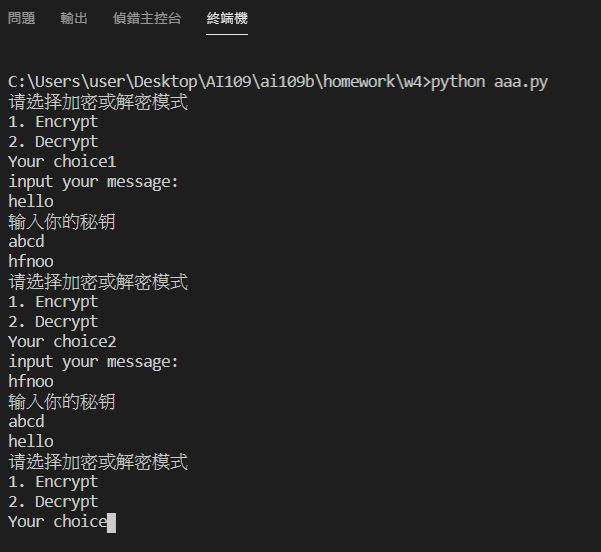 問題 輸出 偵錯主控台 終端機
C:\Users\user\Desktop\AI109\ai109b\homework\w4>python aaa.py
请选择加密或解密模式
1. Encrypt
2. Decrypt
Your choice1
input your message:
hello
输入你的秘钥
abcd
hfnoo
请选择加密或解密模式
1. Encrypt
2. Decrypt
Your choice2
input your message:
hfnoo
输入你的秘钥
abcd
hello
请选择加密或解密模式
1. Encrypt
2. Decrypt
Your choice